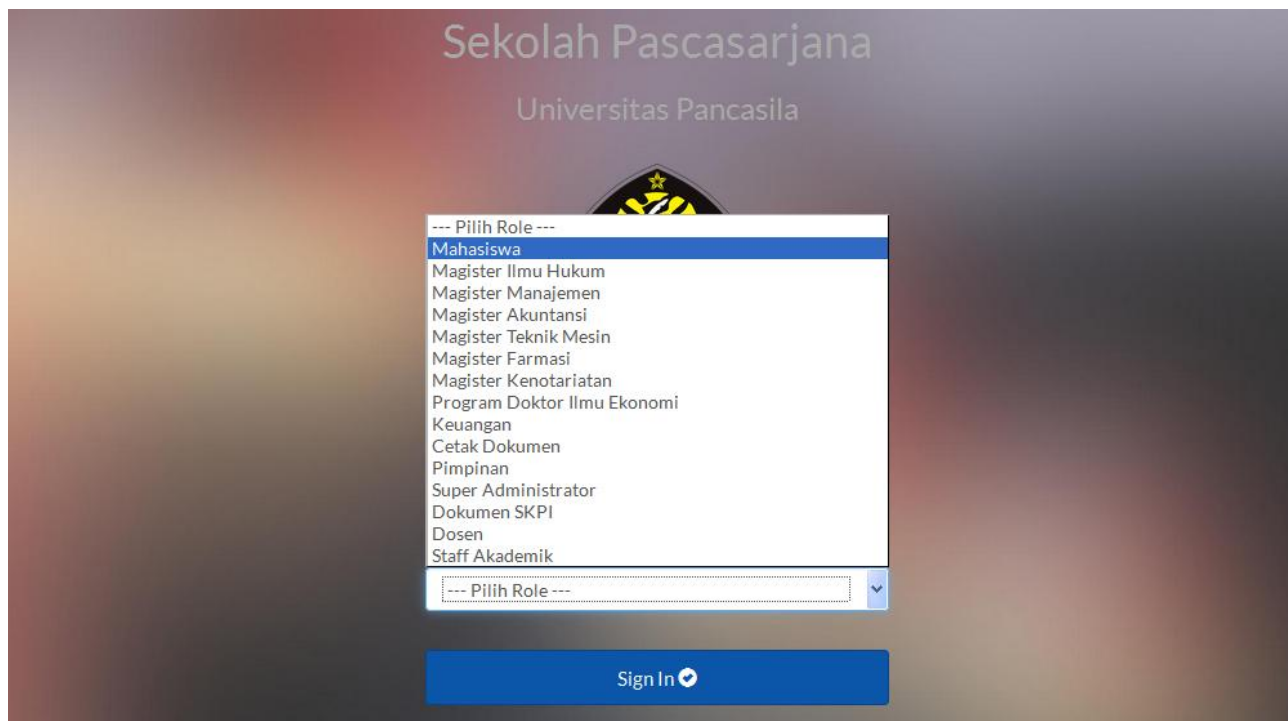 Sekolah Pascasarjana
Universitas Pancasila
--- Pilih Role ---
Mahasiswa
Magister Ilmu Hukum
Magister Manajemen
Magister Akuntansi
Magister Teknik Mesin
Magister Farmasi
Magister Kenotariatan
Program Doktor Ilmu Ekonomi
Keuangan
Cetak Dokumen
Pimpinan
Super Administrator
Dokumen SKPI
Dosen
Staff Akademik
--- Pilih Role ---
Sign In